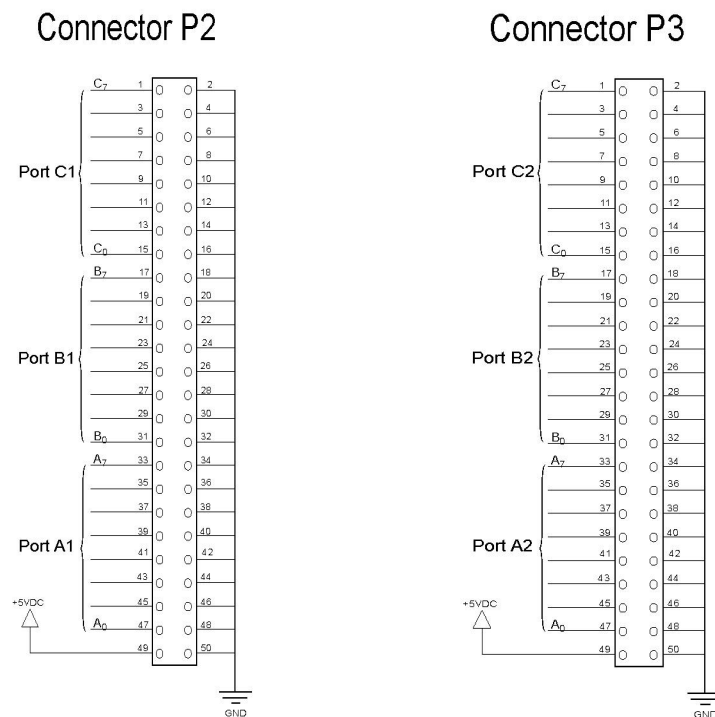 Connector P2
C7 1 2
3 4
5 6
Port C1 7 8
9 10
11 12
13 14
C0 15 16
B7 17 18
19 20
21 22
Port B1 23 24
25 26
27 28
29 30
B0 31 32
A7 33 34
35 36
37 38
39 40
Port A1 41 42
43 44
45 46
+5VDC
A0 47 48
49 50
GND
Connector P3
C7 1 2
3 4
5 6
Port C2 7 8
9 10
11 12
13 14
C0 15 16
B7 17 18
19 20
21 22
Port B2 23 24
25 26
27 28
29 30
B0 31 32
A7 33 34
35 36
37 38
39 40
Port A2 41 42
43 44
45 46
+5VDC
A0 47 48
49 50
GND